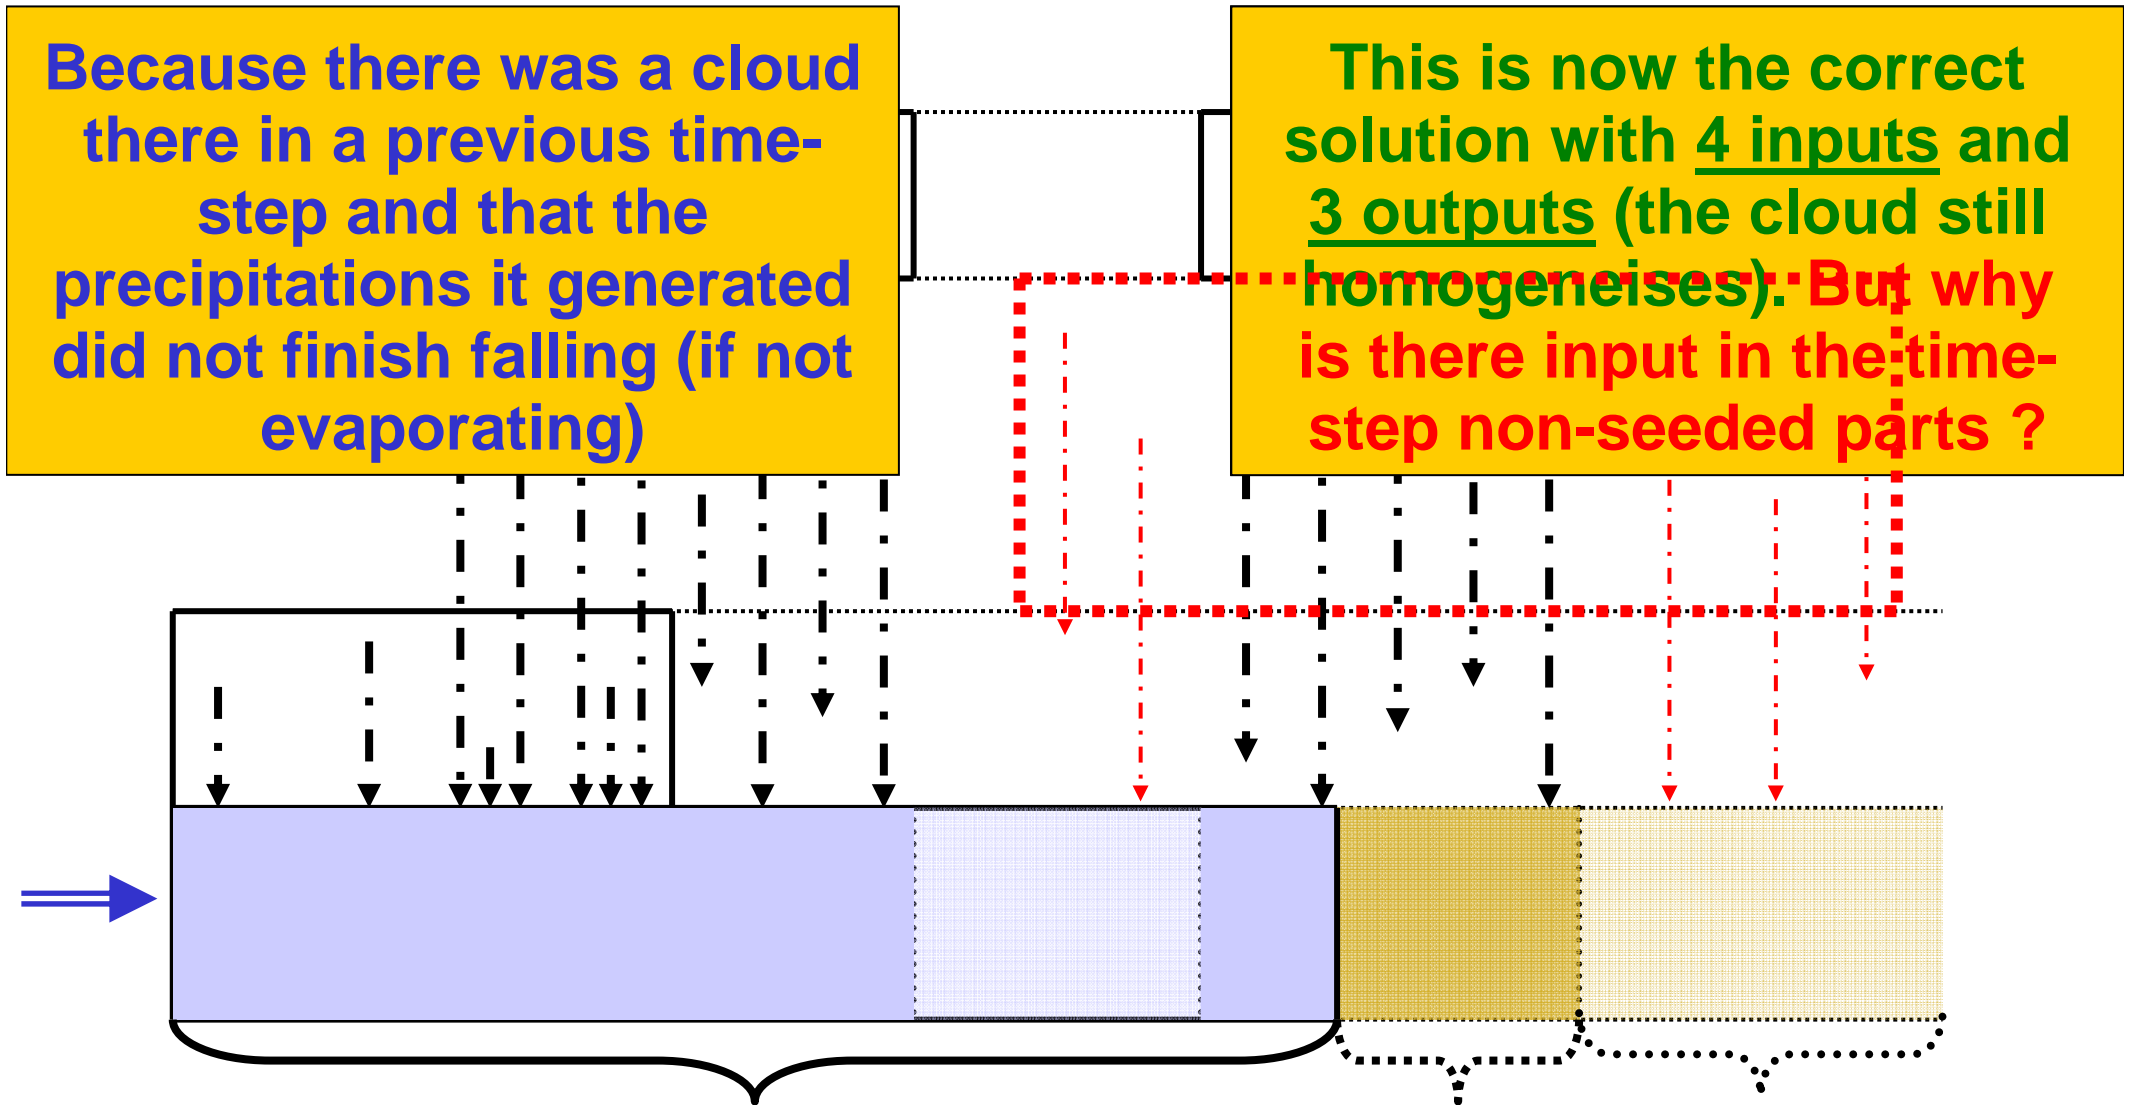 Because there was a cloud
there in a previous time-
step and that the
precipitations it generated
did not finish falling (if not
evaporating)
This is now the correct
solution with 4 inputs and
3 outputs (the cloud still
homogeneises). But why
is there input in the time-
step non-seeded parts ?